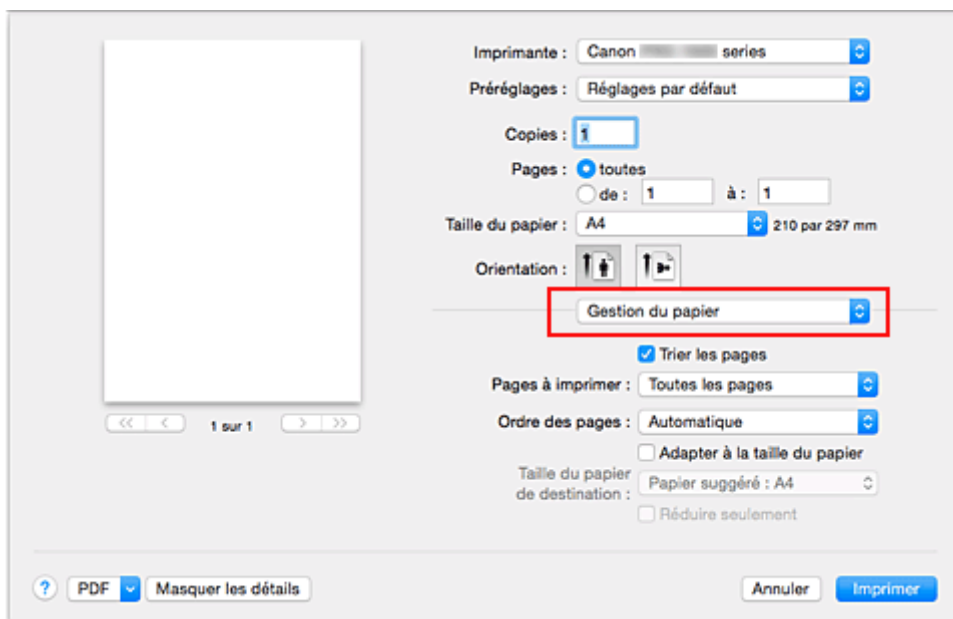 Imprimante : Canon series
Préréglages : Réglages par défaut
Copies : 1
Pages : toutes
de : 1 à : 1
Taille du papier : A4 210 par 297 mm
Orientation :
Gestion du papier
Trier les pages
Pages à imprimer : Toutes les pages
1 sur 1
Ordre des pages : Automatique
Adapter à la taille du papier
Taille du papier
de destination : Papier suggéré : A4
Réduire seulement
? PDF Masquer les détails Annuler Imprimer